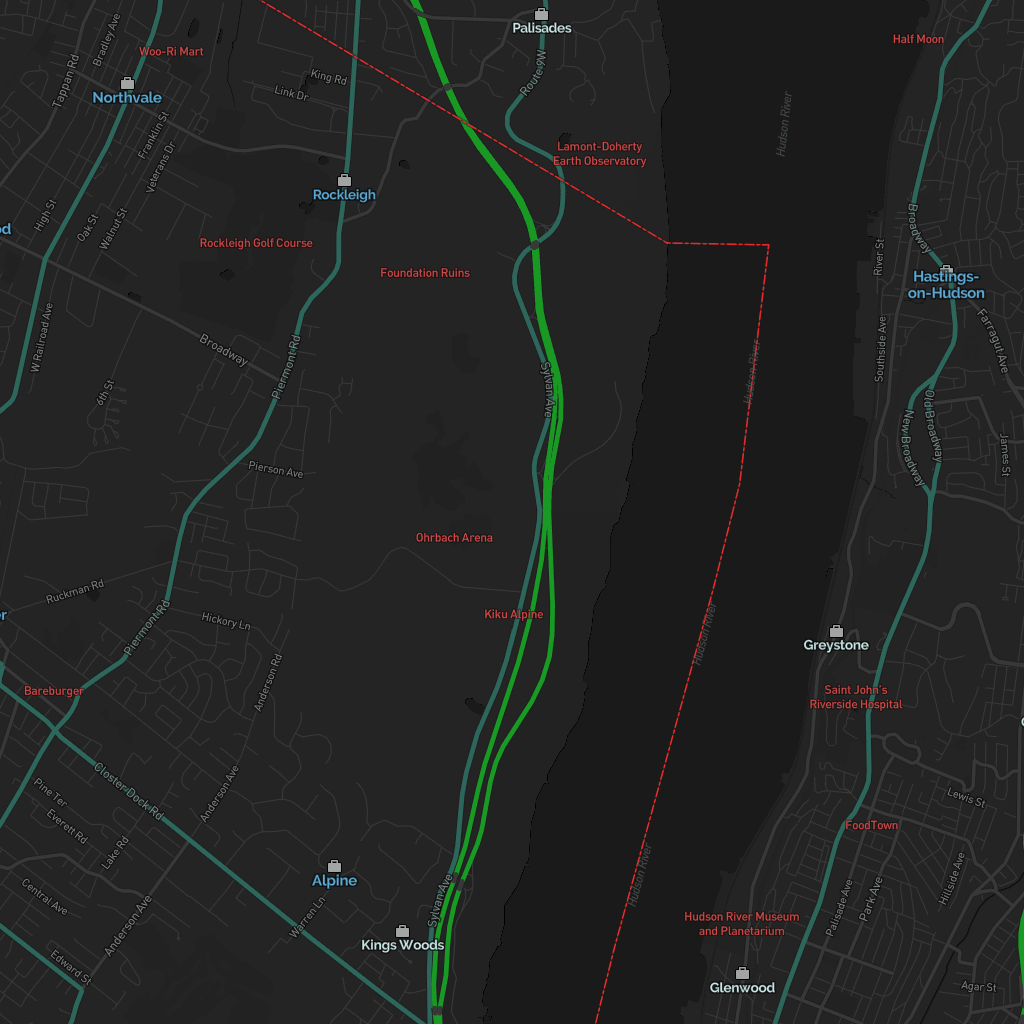 Palisades
Half Moon
Bradley Ave
Woo-Ri Mart
Tappan Rd
King Rd
Route 9W
Link Dr
Northvale
Hudson River
Franklin St
Lamont-Doherty
Earth Observatory
Veterans Dr
Rockleigh
High St
Oak St
Walnut St
Broadway
River St
od
Rockleigh Golf Course
Foundation Ruins
Hastings-
on-Hudson
W Railroad Ave
Broadway
Piermont Rd
Hudson River
Southside Ave
Farragut Ave
6th St
Sylvan Ave
Old Broadway
New Broadway
James St
Pierson Ave
Ohrbach Arena
Ruckman Rd
Piermont Rd
Hickory Ln
Kiku Alpine
Hudson River
er
Greystone
Anderson Rd
Bareburger
Saint John's
Riverside Hospital
Closter Dock Rd
Anderson Ave
Pine Ter
Everett Rd
Lake Rd
Lewis St
FoodTown
Alpine
Hudson River
Hillside Ave
Central Ave
Anderson Ave
Warren Ln
Sylvan Ave
Palisade Ave
Park Ave
Kings Woods
Hudson River Museum
and Planetarium
Edward St
Glenwood
Agar St